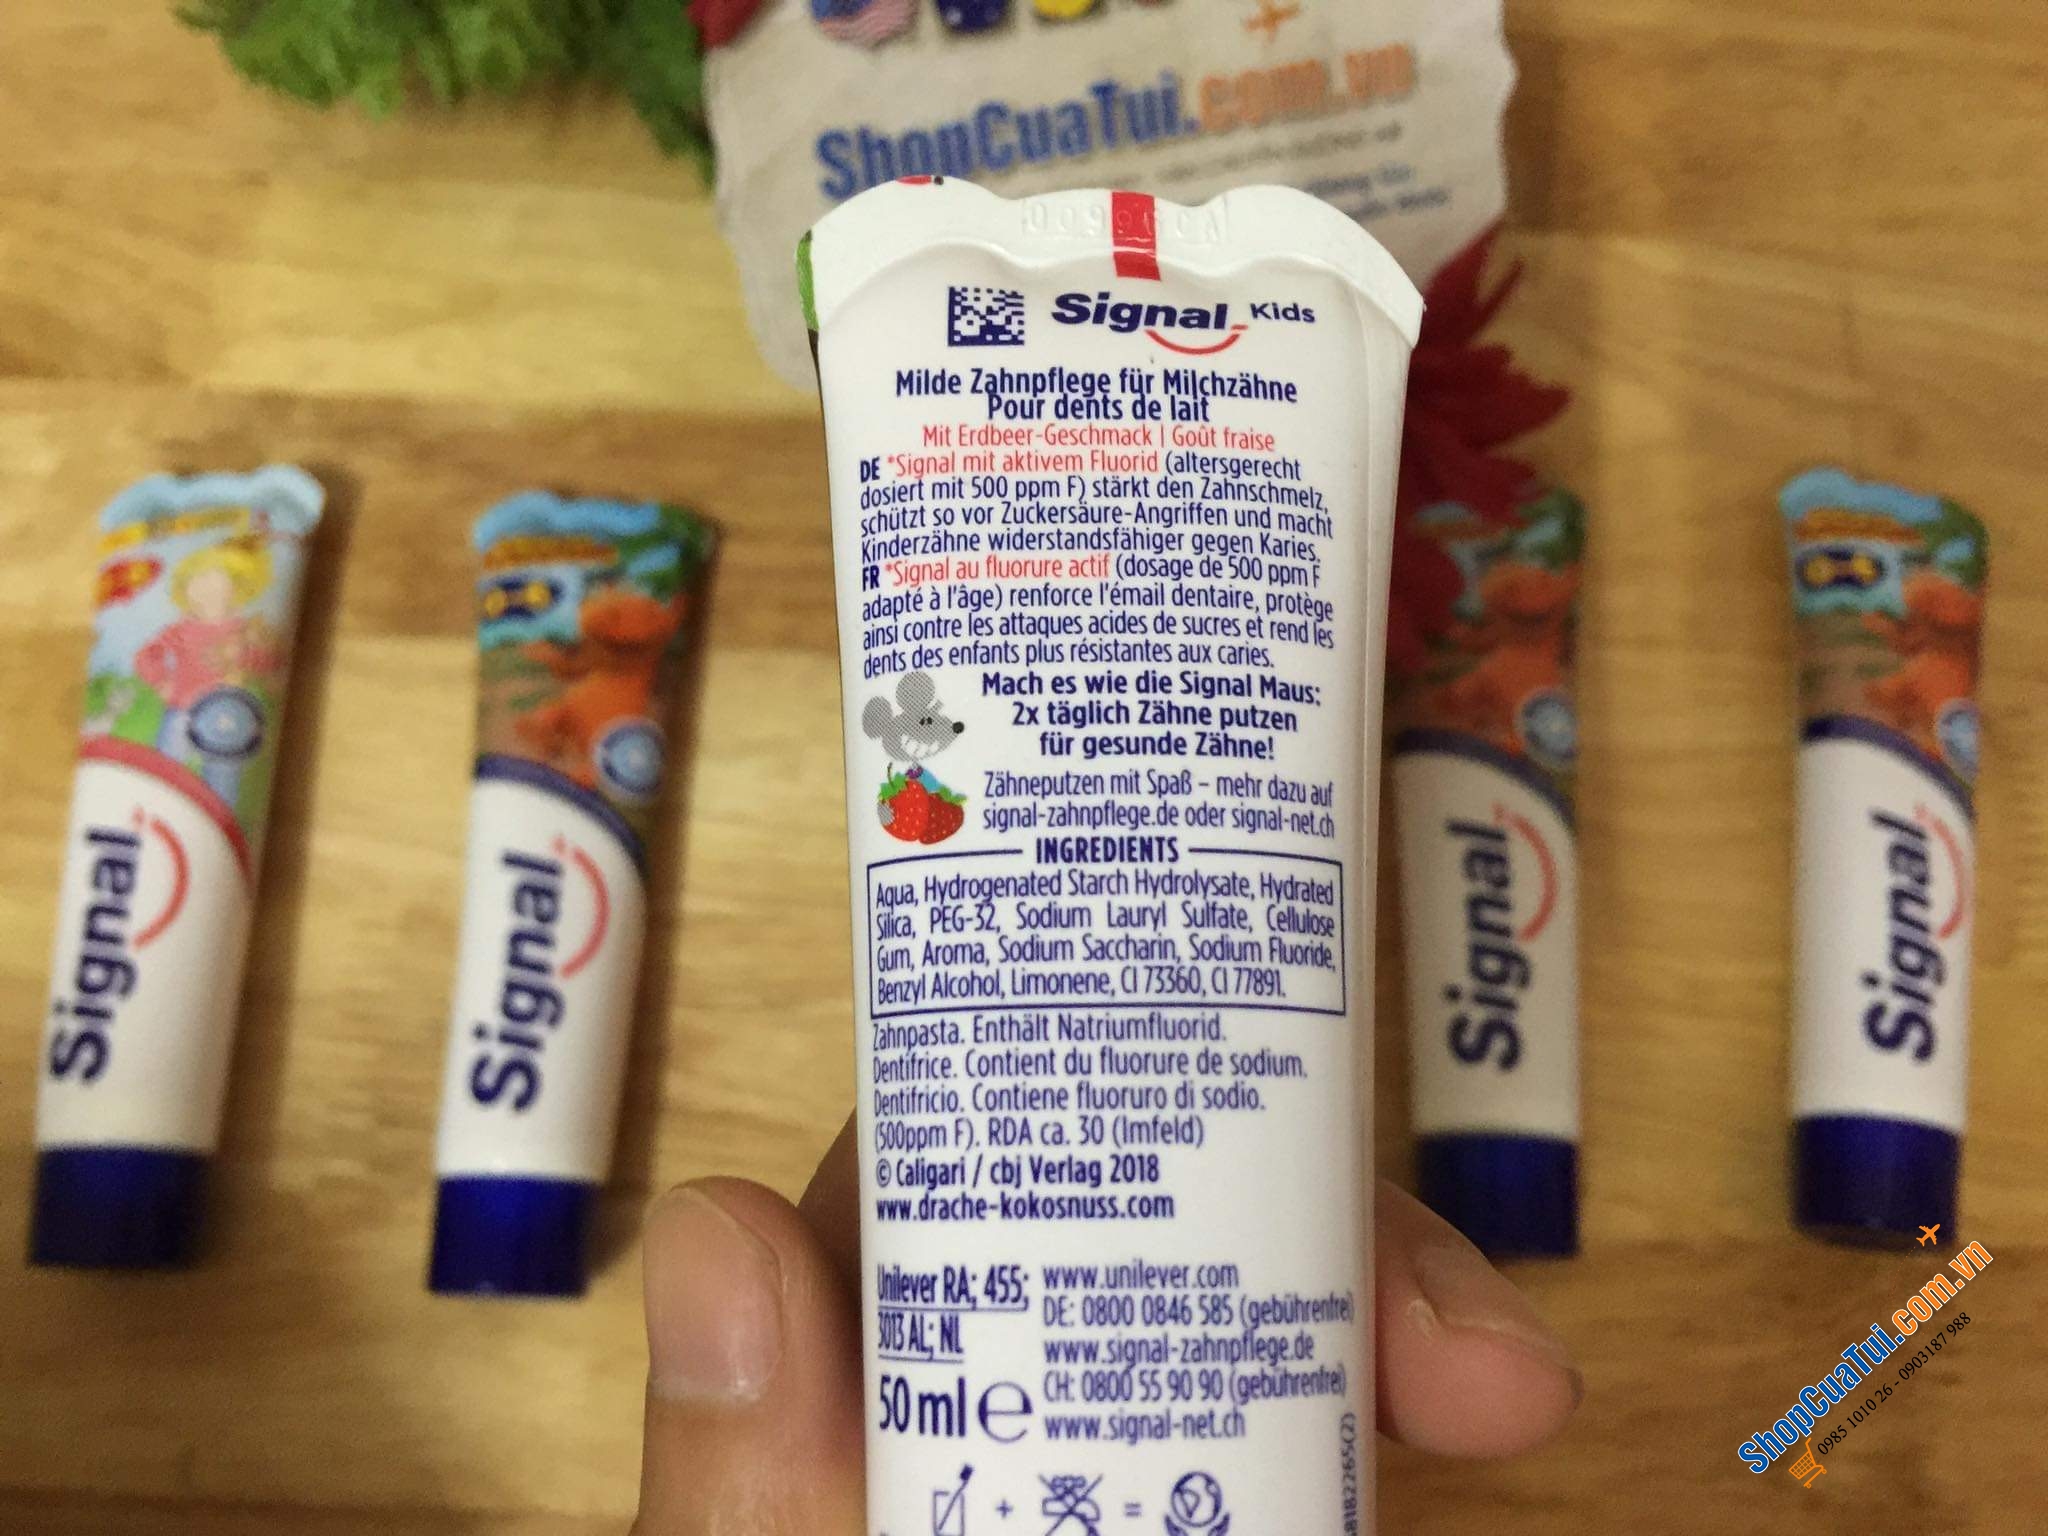 ShopCuaTui.com.vn
Signal Kids
Milde Zahnpflege für Milchzähne
Pour dents de lait
Mit Erdbeer-Geschmack | Goût fraise
DE *Signal mit aktivem Fluorid (altersgerecht
dosiert mit 500 ppm F) stärkt den Zahnschmelz,
schützt so vor Zuckersäure-Angriffen und macht
Kinderzähne widerstandsfähiger gegen Karies.
FR *Signal au fluorure actif (dosage de 500 ppm F
adapté à l'âge) renforce l'émail dentaire, protège
ainsi contre les attaques acides de sucres et rend les
dents des enfants plus résistantes aux caries.
Mach es wie die Signal Maus:
2x täglich Zähne putzen
für gesunde Zähne!
Zähneputzen mit Spaß – mehr dazu auf
signal-zahnpflege.de oder signal-net.ch
INGREDIENTS
Aqua, Hydrogenated Starch Hydrolysate, Hydrated
Silica, PEG-32, Sodium Lauryl Sulfate, Cellulose
Gum, Aroma, Sodium Saccharin, Sodium Fluoride,
Benzyl Alcohol, Limonene, CI 73360, CI 77891.
Zahnpasta. Enthält Natriumfluorid.
Dentifrice. Contient du fluorure de sodium.
Dentifricio. Contiene fluoruro di sodio.
(500ppm F). RDA ca. 30 (Imfeld)
© Caligari / cbj Verlag 2018
www.drache-kokosnuss.com
Unilever RA; 455;
3013 AL; NL
www.unilever.com
DE: 0800 0846 585 (gebührenfrei)
www.signal-zahnpflege.de
CH: 0800 55 90 90 (gebührenfrei)
www.signal-net.ch
50 ml e
+ =
Signal
Signal
Signal
Signal
ShopCuaTui.com.vn
0985 1010 26 - 0903187 988